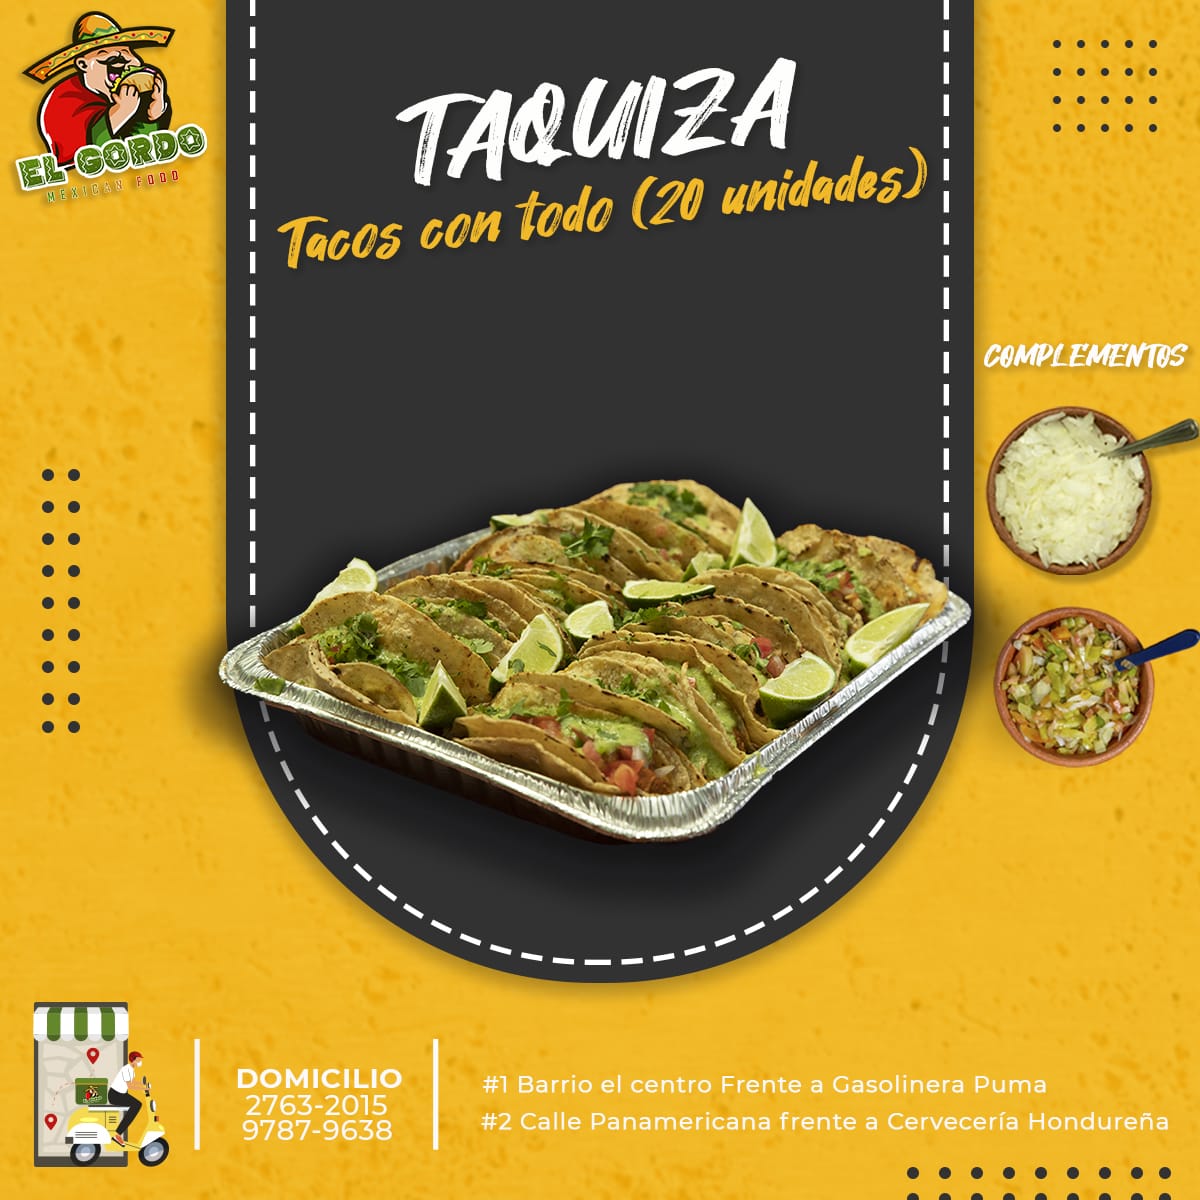 EL GORDO
MEXICAN FOOD
TAQUIZA
Tacos con todo (20 unidades)
COMPLEMENTOS
DOMICILIO
2763-2015
9787-9638
#1 Barrio el centro Frente a Gasolinera Puma
#2 Calle Panamericana frente a Cervecería Hondureña